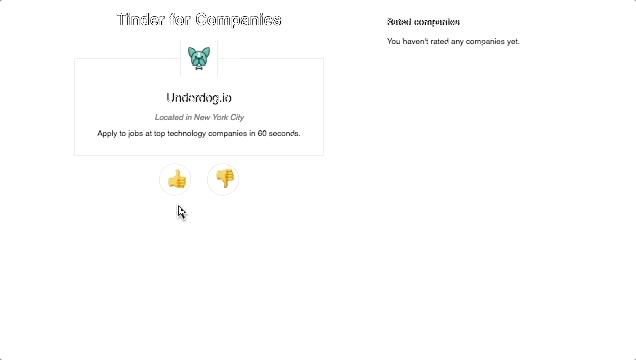 Tinder for Companies
Underdog.io
Located in New York City
Apply to jobs at top technology companies in 60 seconds.
Rated companies
You haven't rated any companies yet.